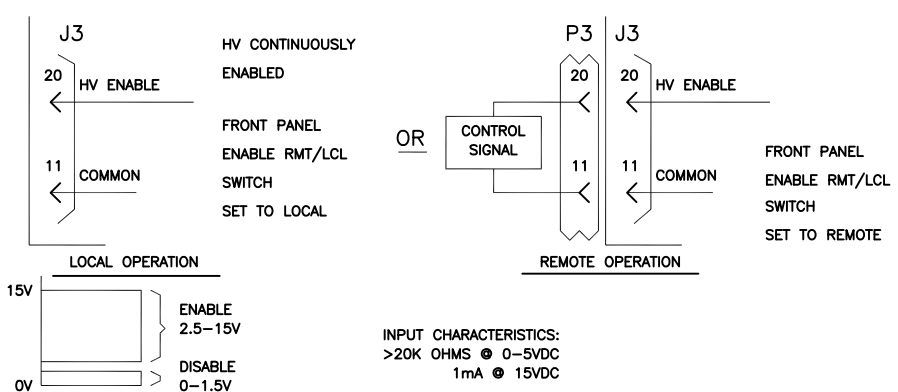 J3
20
HV ENABLE
11
COMMON
HV CONTINUOUSLY
ENABLED
FRONT PANEL
ENABLE RMT/LCL
SWITCH
SET TO LOCAL
LOCAL OPERATION
OR
CONTROL
SIGNAL
P3
J3
20
20
HV ENABLE
11
11
COMMON
FRONT PANEL
ENABLE RMT/LCL
SWITCH
SET TO REMOTE
REMOTE OPERATION
15V
ENABLE
2.5–15V
DISABLE
0–1.5V
0V
INPUT CHARACTERISTICS:
>20K OHMS @ 0–5VDC
1mA @ 15VDC